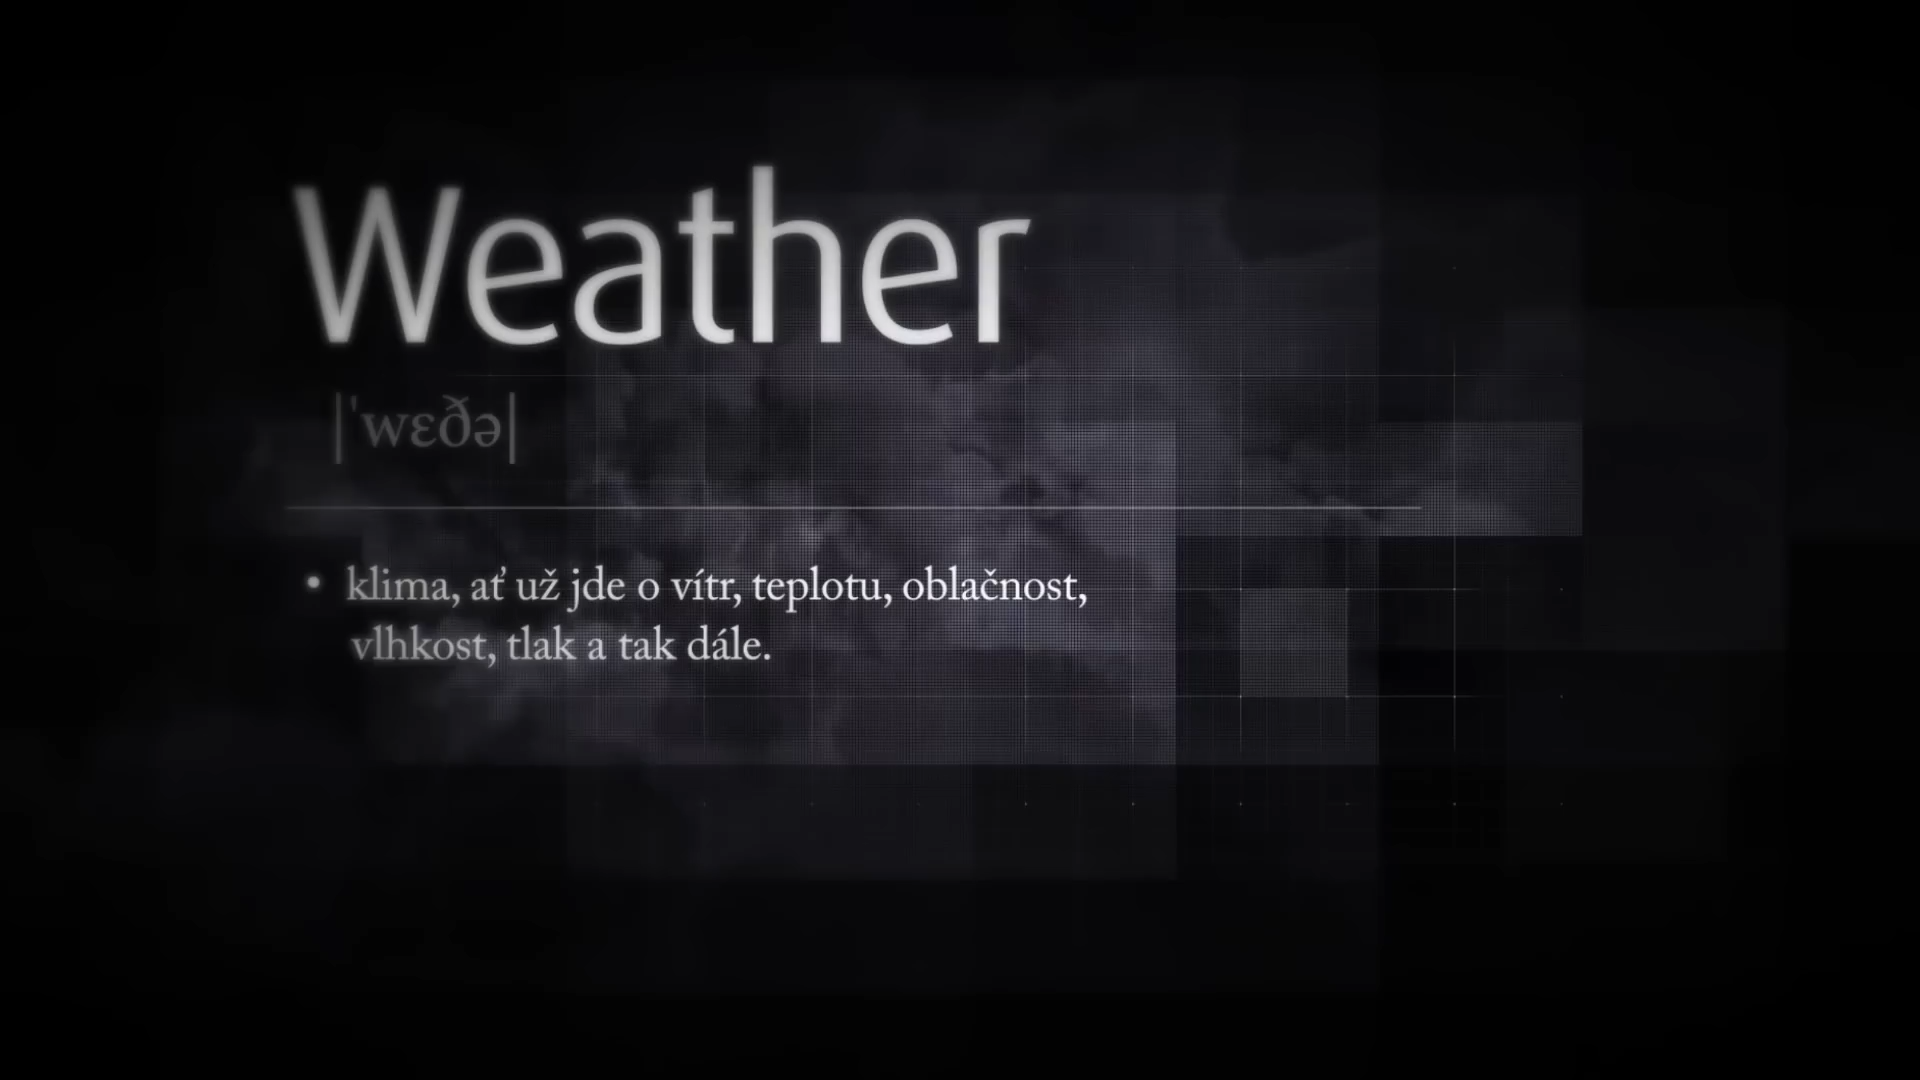 Weather
|ˈwɛðə|
• klima, ať už jde o vítr, teplotu, oblačnost,
vlhkost, tlak a tak dále.